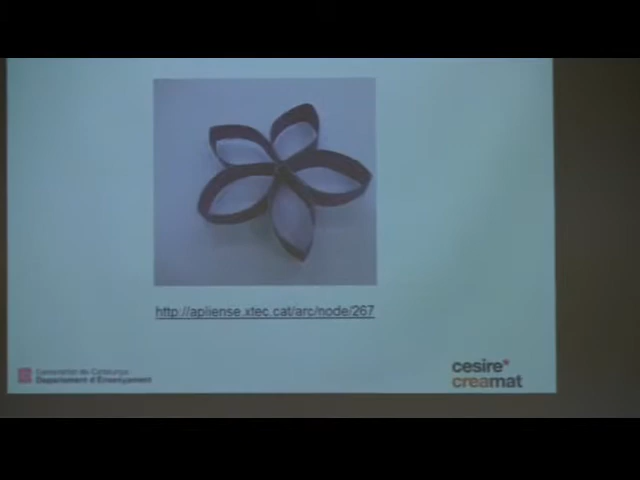 http://apliense.xtec.cat/arc/node/267
Generalitat de Catalunya
Departament d'Ensenyament
cesire*
creamat